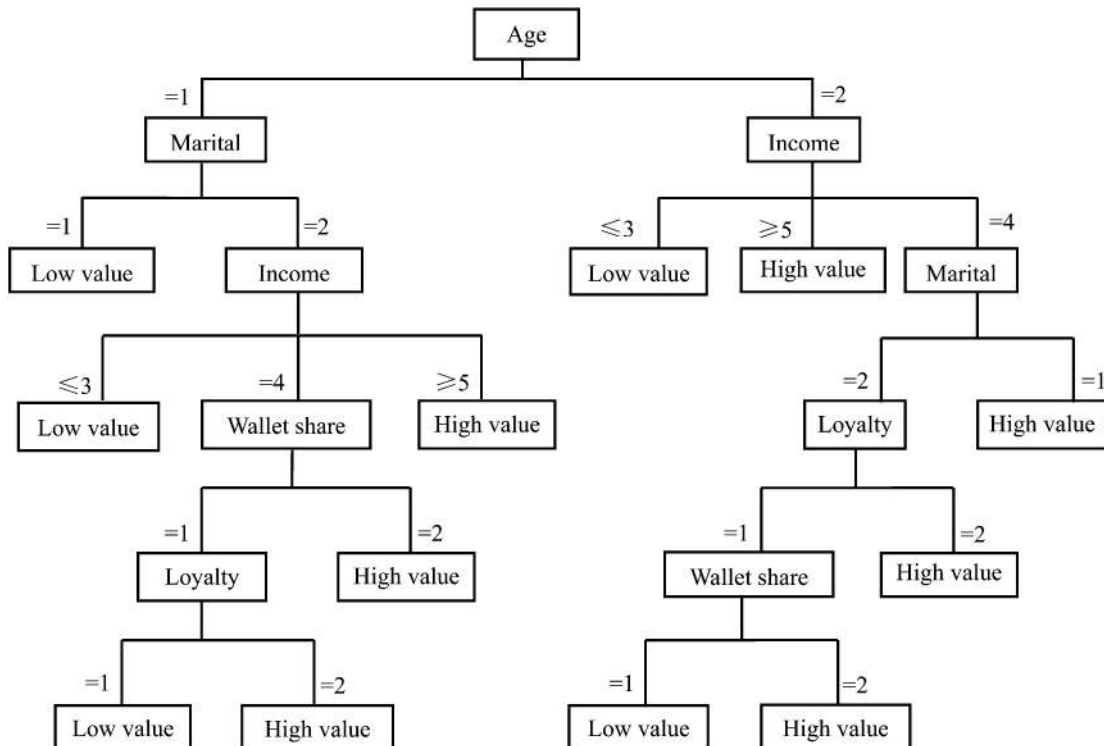 Age
=1
=2
Marital
Income
=1
=2
≤3
≥5
=4
Low value
Income
Low value
High value
Marital
≤3
=4
≥5
=2
=1
Low value
Wallet share
High value
Loyalty
High value
=1
=2
=1
=2
Loyalty
High value
Wallet share
High value
=1
=2
=1
=2
Low value
High value
Low value
High value